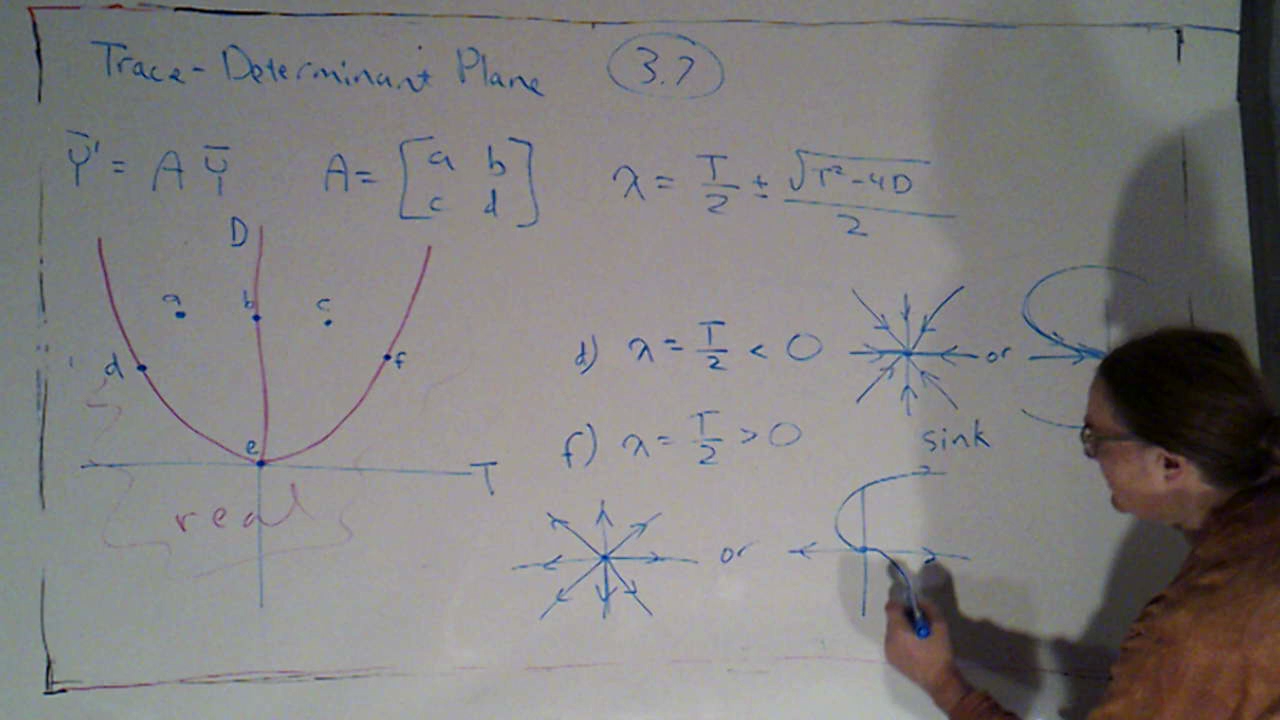 Trace-Determinant Plane 3.7
Ȳ' = A Ȳ A = [a b c d] λ = T/2 ± √(T²-4D)/2
D
a b c
d f
d) λ = T/2 < 0 or
e
T
f) λ = T/2 > 0 sink
real
or